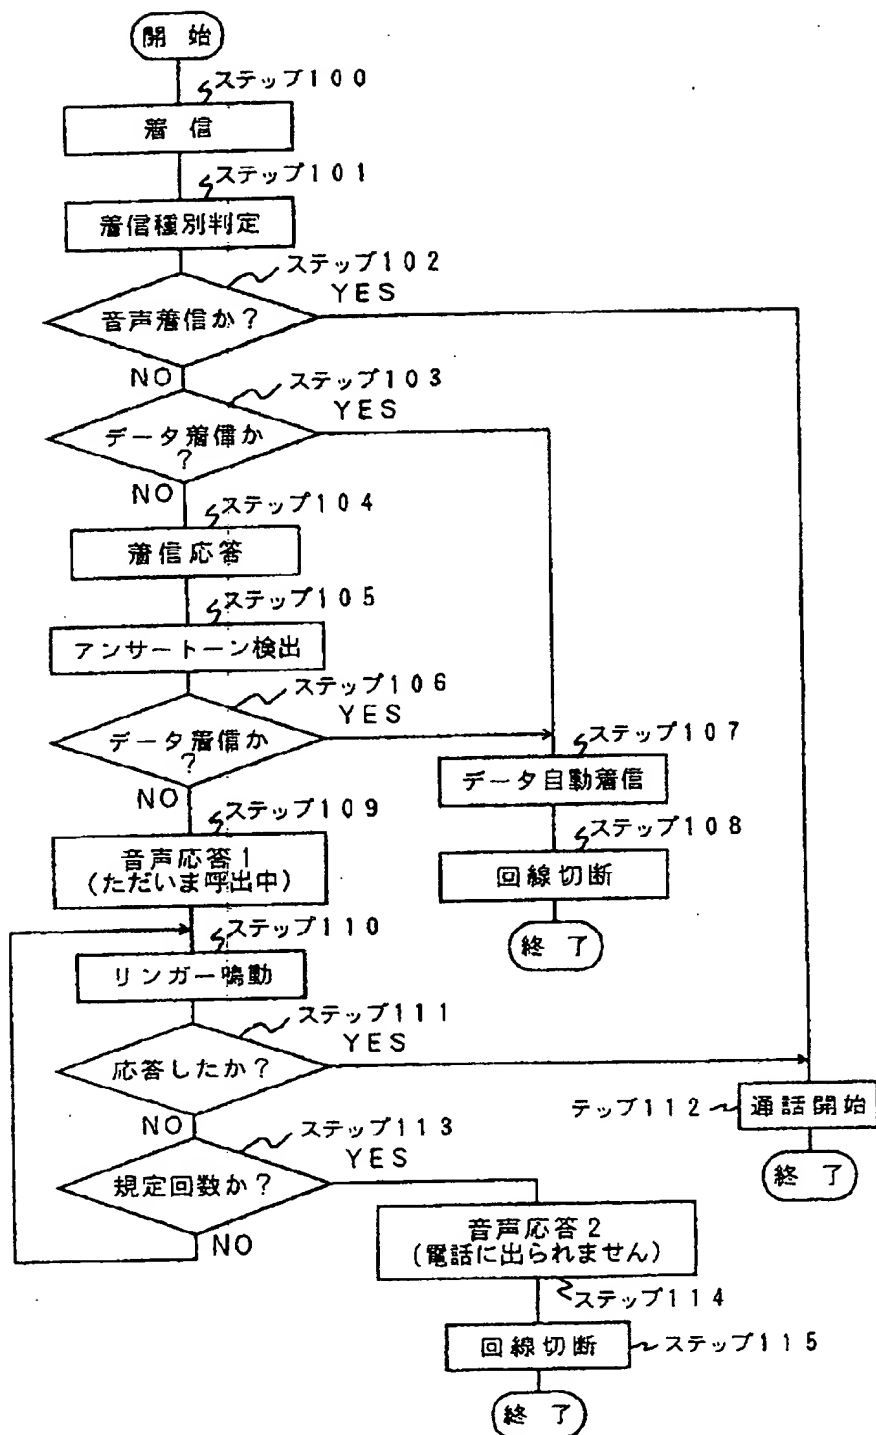 開始
ステップ100
着信
ステップ101
着信種別判定
ステップ102
音声着信か?
YES
NO
ステップ103
データ着信か
?
YES
NO
ステップ104
着信応答
ステップ105
アンサートーン検出
ステップ106
データ着信か
?
YES
NO
ステップ107
データ自動着信
ステップ108
回線切断
終了
ステップ109
音声応答1
(ただいま呼出中)
ステップ110
リンガー鳴動
ステップ111
応答したか?
YES
NO
テップ112
通話開始
終了
ステップ113
規定回数か?
YES
NO
音声応答2
(電話に出られません)
ステップ114
回線切断
ステップ115
終了